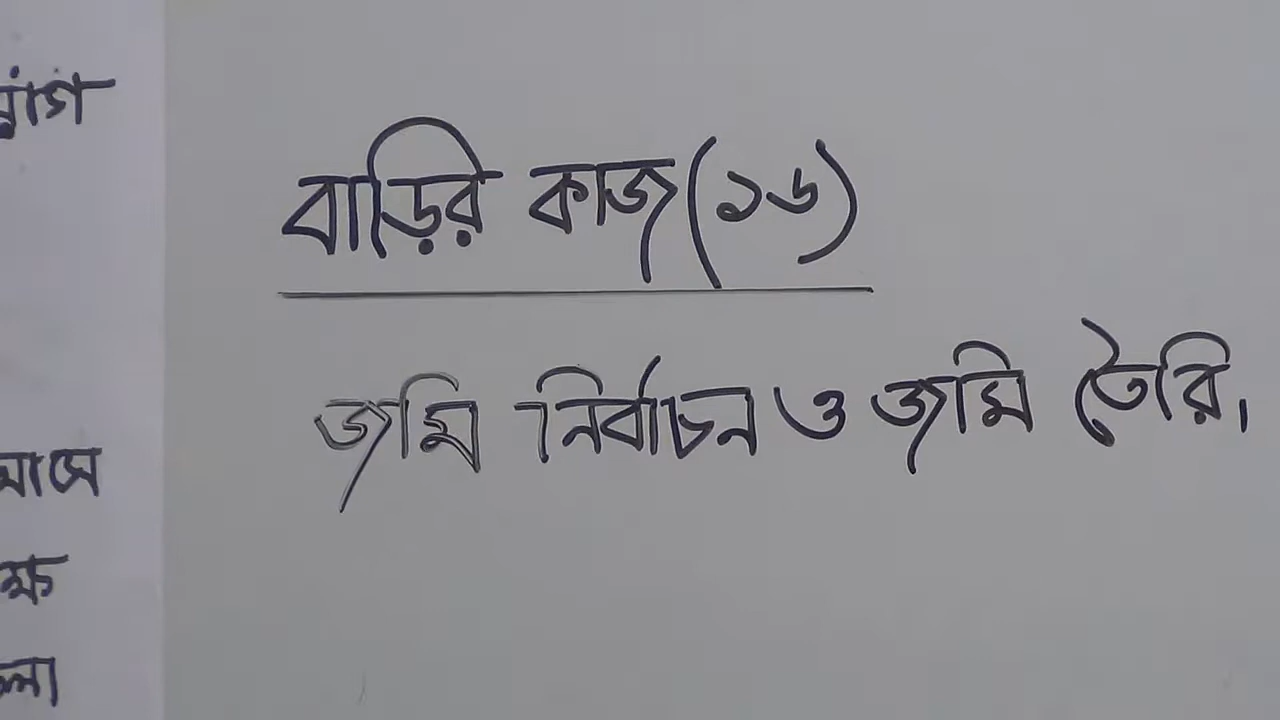 বাড়ির কাজ(১৬)
জমি নির্বাচন ও জমি তৈরি।
মাসে